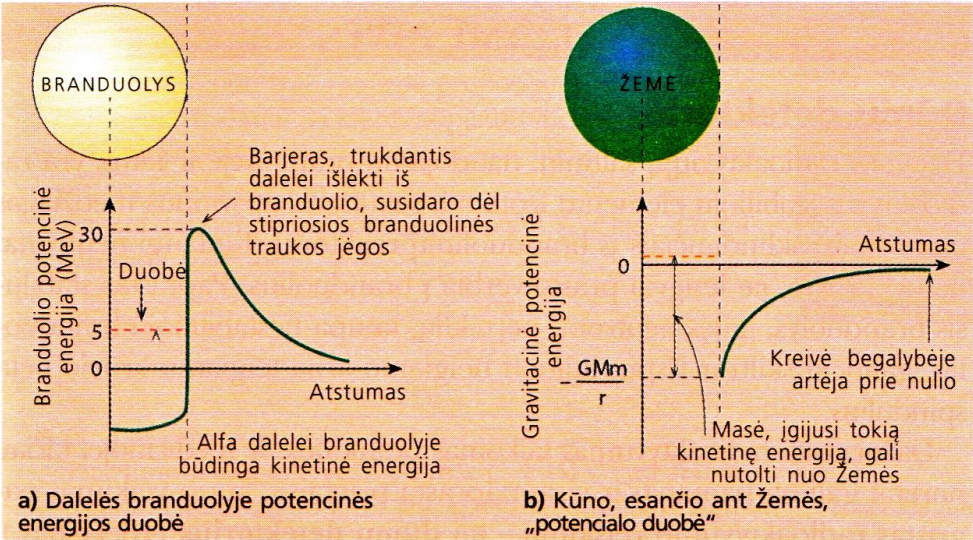 BRANDUOLYS
Barjeras, trukdantis
dalelei išlėkti iš
branduolio, susidaro dėl
stipriosios branduolinės
traukos jėgos
Branduolio potencinė
energija (MeV)
30
Duobė
5
0
Atstumas
Alfa dalelei branduolyje
būdinga kinetinė energija
a) Dalelės branduolyje potencinės
energijos duobė
ŽEMĖ
Gravitacinė potencinė
energija
Atstumas
0
- GMm
r
Kreivė begalybėje
artėja prie nulio
Masė, įgijusi tokią
kinetinę energiją, gali
nutolti nuo Žemės
b) Kūno, esančio ant Žemės,
„potencialo duobė“